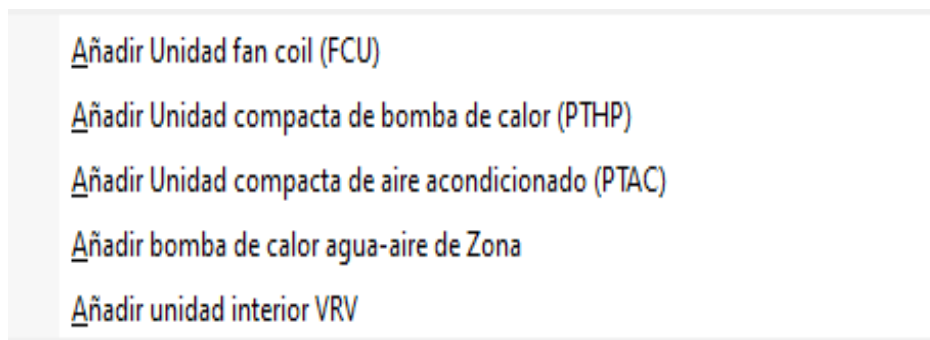 Añadir Unidad fan coil (FCU)
Añadir Unidad compacta de bomba de calor (PTHP)
Añadir Unidad compacta de aire acondicionado (PTAC)
Añadir bomba de calor agua-aire de Zona
Añadir unidad interior VRV